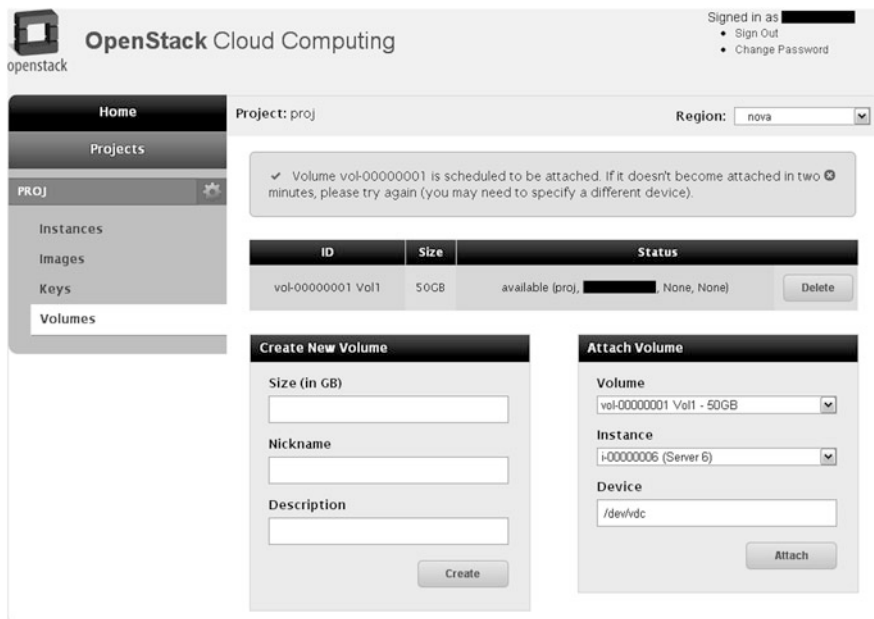 Signed in as
Sign Out
Change Password
openstack
OpenStack Cloud Computing
Home
Projects
PROJ
Instances
Images
Keys
Volumes
Project: proj
Region: nova
Volume vol-00000001 is scheduled to be attached. If it doesn't become attached in two
minutes, please try again (you may need to specify a different device).
ID Size Status
vol-00000001 Vol1 50GB available (proj, , None, None) Delete
Create New Volume
Size (in GB)
Nickname
Description
Create
Attach Volume
Volume
vol-00000001 Vol1 - 50GB
Instance
i-00000006 (Server 6)
Device
/dev/vdc
Attach